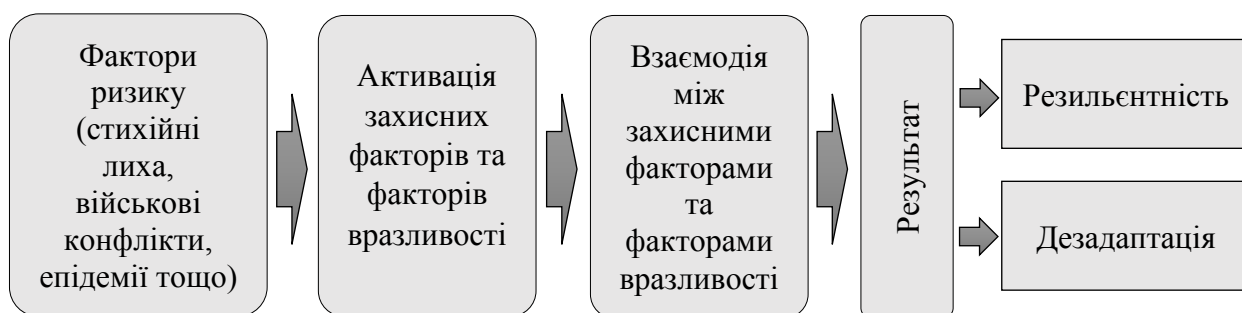 Фактори
ризику
(стихійні
лиха,
військові
конфлікти,
епідемії тощо)
Активація
захисних
факторів та
факторів
вразливості
Взаємодія
між
захисними
факторами
та
факторами
вразливості
Результат
Резильєнтність
Дезадаптація